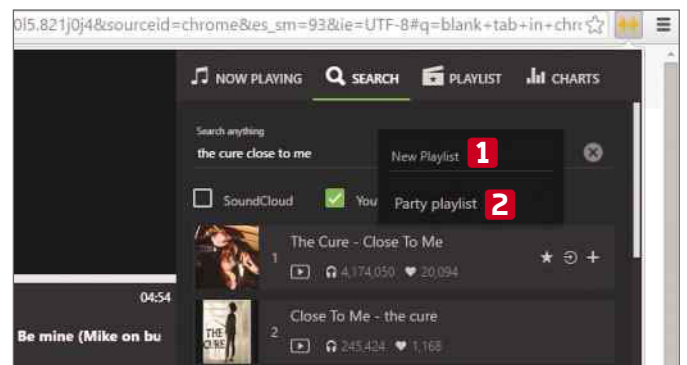 0l5.821j0j4&sourceid=chrome&es_sm=93&ie=UTF-8#q=blank+tab+in+chr
NOW PLAYING SEARCH PLAYLIST CHARTS
Search anything
the cure close to me
New Playlist 1
SoundCloud You
Party playlist 2
The Cure - Close To Me
1
4,174,050 20,094
04:54
Close To Me - the cure
THE CURE
2
245,424 1,168
Be mine (Mike on bu